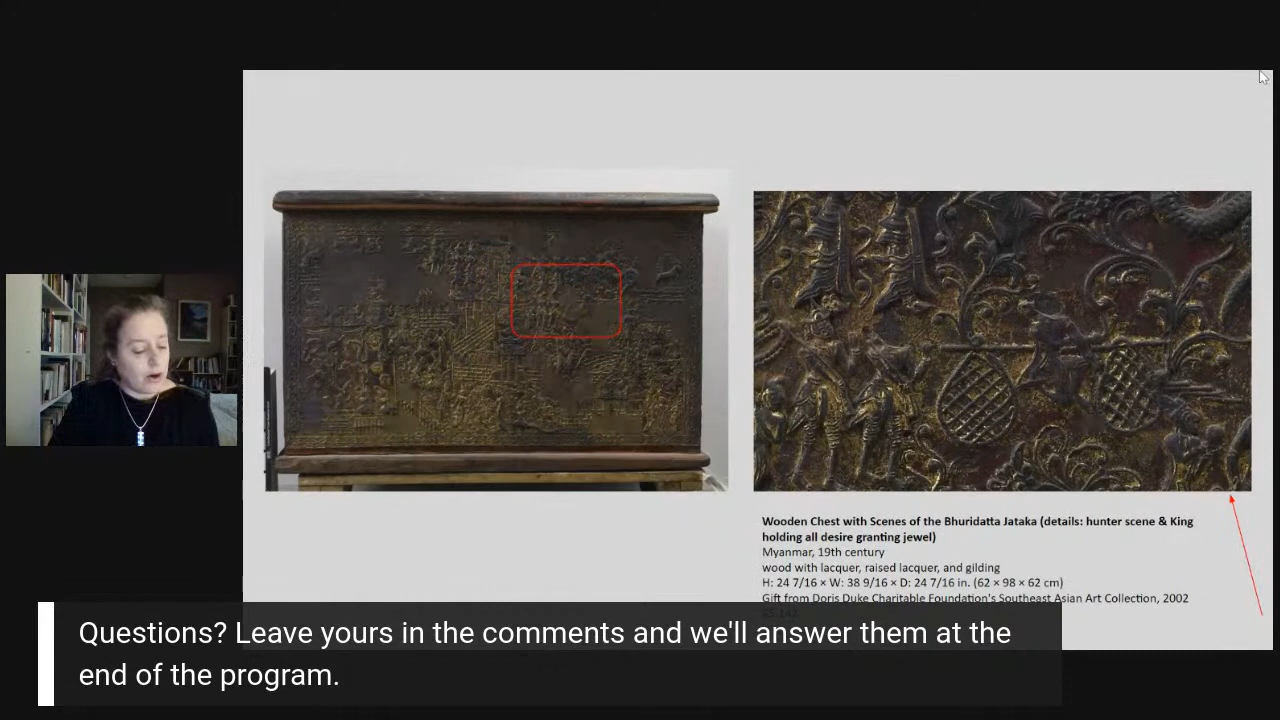 Wooden Chest with Scenes of the Bhuridatta Jataka (details: hunter scene & King
holding all desire granting jewel)
Myanmar, 19th century
wood with lacquer, raised lacquer, and gilding
H: 24 7/16 × W: 38 9/16 × D: 24 7/16 in. (62 × 98 × 62 cm)
Gift from Doris Duke Charitable Foundation's Southeast Asian Art Collection, 2002
Questions? Leave yours in the comments and we'll answer them at the
end of the program.